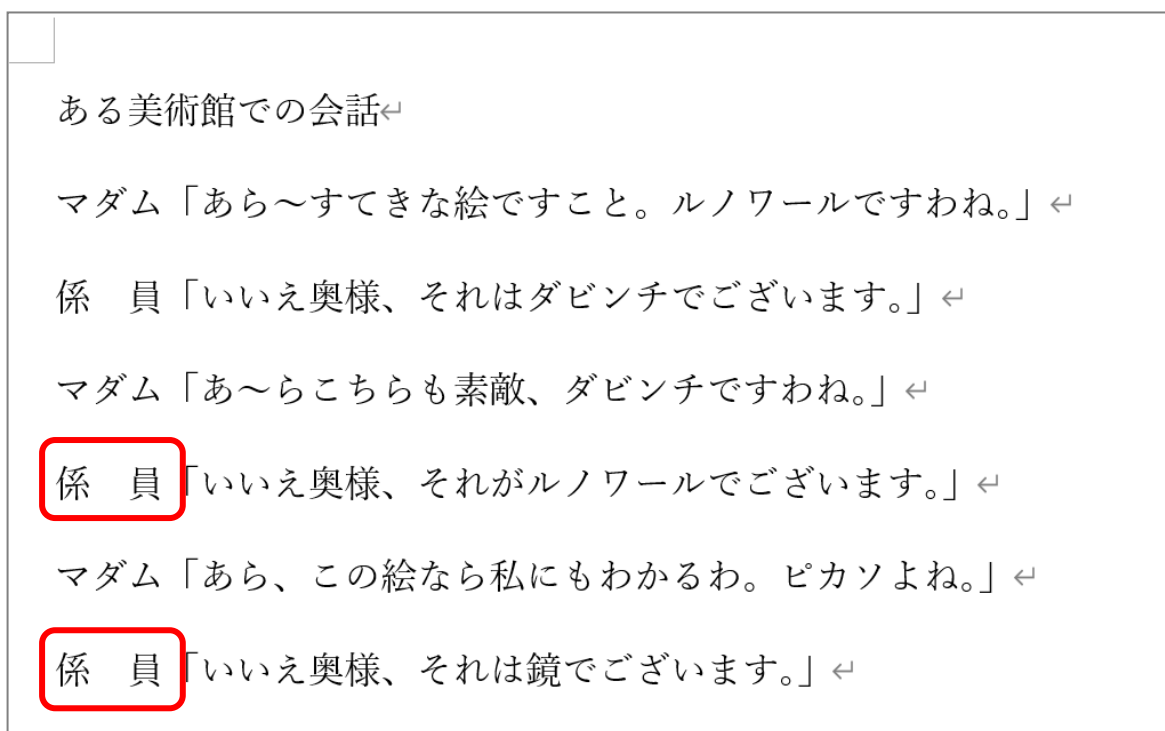 ある美術館での会話↵
マダム「あら～すてきな絵ですこと。ルノワールですわね。」↵
係　員「いいえ奥様、それはダビンチでございます。」↵
マダム「あ～らこちらも素敵、ダビンチですわね。」↵
係　員「いいえ奥様、それがルノワールでございます。」↵
マダム「あら、この絵なら私にもわかるわ。ピカソよね。」↵
係　員「いいえ奥様、それは鏡でございます。」↵